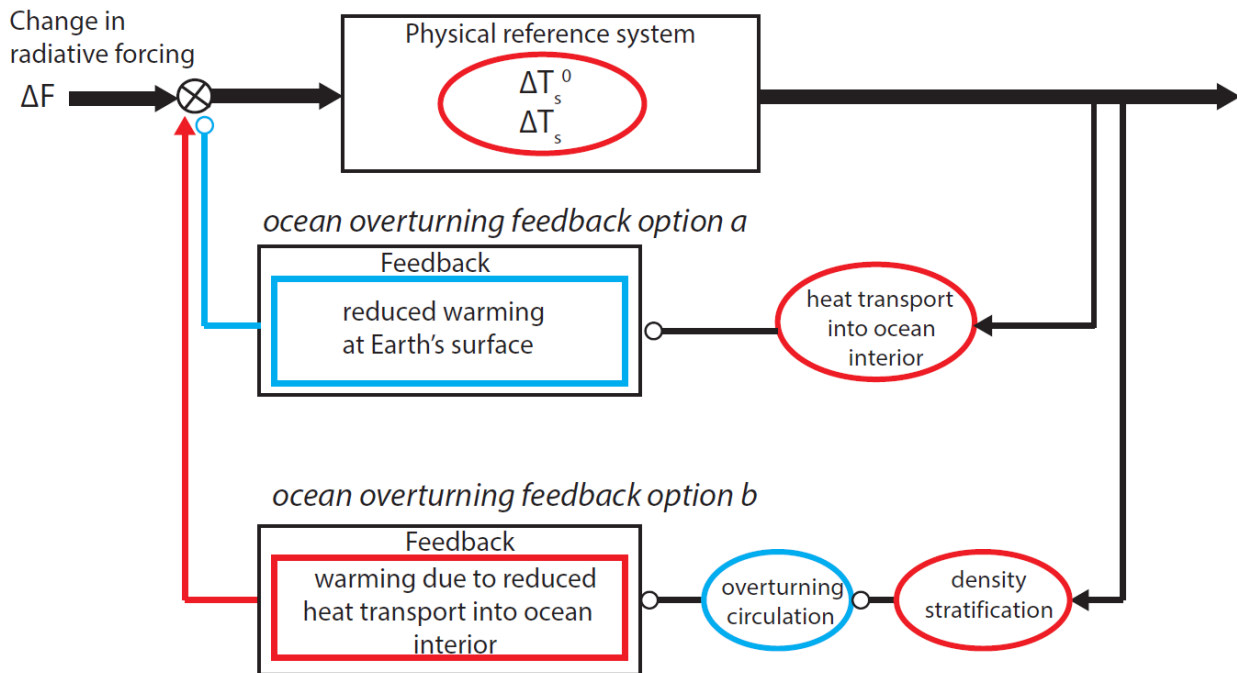 Change in
radiative forcing
ΔF
Physical reference system
ΔTs⁰
ΔTs
ocean overturning feedback option a
Feedback
reduced warming
at Earth's surface
heat transport
into ocean
interior
ocean overturning feedback option b
Feedback
warming due to reduced
heat transport into ocean
interior
overturning
circulation
density
stratification